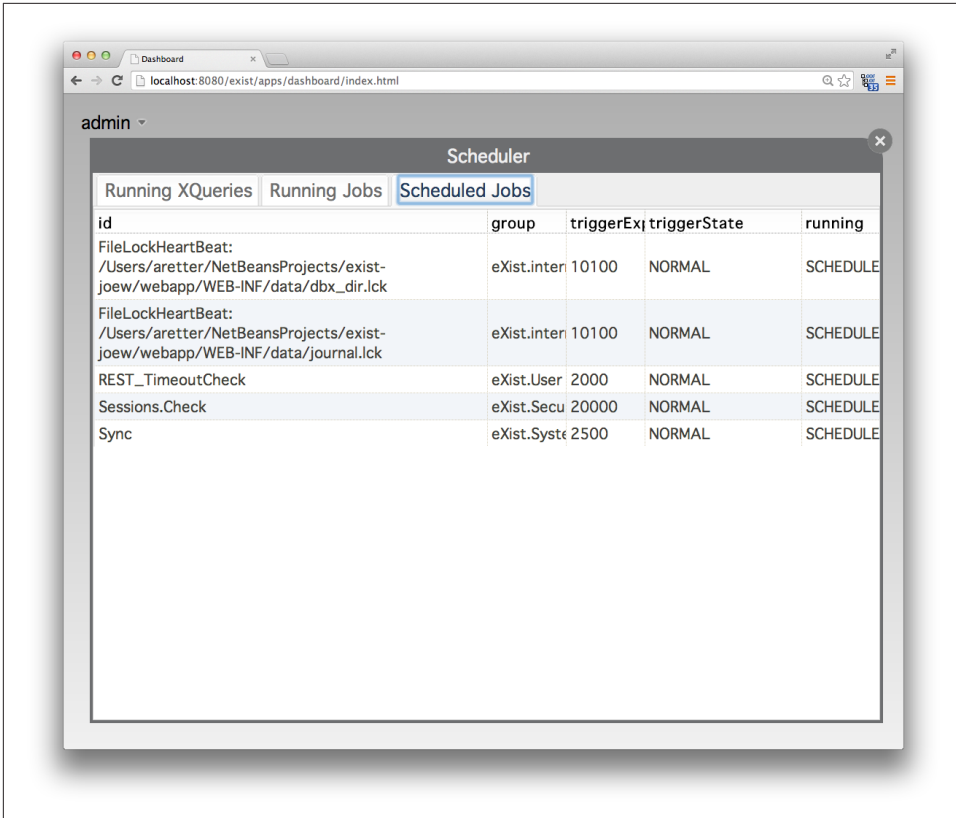 Dashboard
localhost:8080/exist/apps/dashboard/index.html
35
admin
Scheduler
Running XQueries Running Jobs Scheduled Jobs
id group triggerExp triggerState running
FileLockHeartBeat:
/Users/aretter/NetBeansProjects/exist-
joew/webapp/WEB-INF/data/dbx_dir.lck
eXist.inter 10100 NORMAL SCHEDULE
FileLockHeartBeat:
/Users/aretter/NetBeansProjects/exist-
joew/webapp/WEB-INF/data/journal.lck
eXist.inter 10100 NORMAL SCHEDULE
REST_TimeoutCheck eXist.User 2000 NORMAL SCHEDULE
Sessions.Check eXist.Secu 20000 NORMAL SCHEDULE
Sync eXist.Syste 2500 NORMAL SCHEDULE